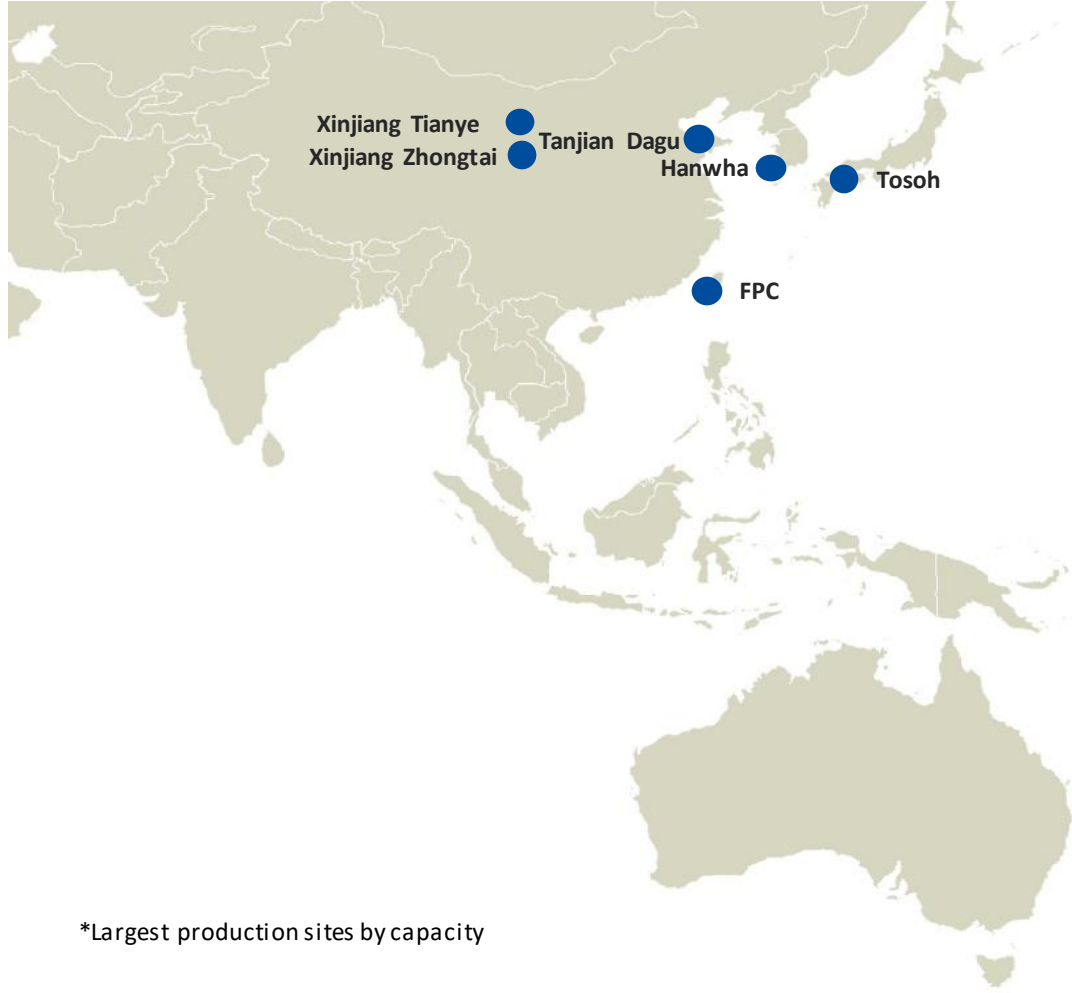 Xinjiang Tianye
Tanjian Dagu
Xinjiang Zhongtai
Hanwha
Tosoh
FPC
*Largest production sites by capacity